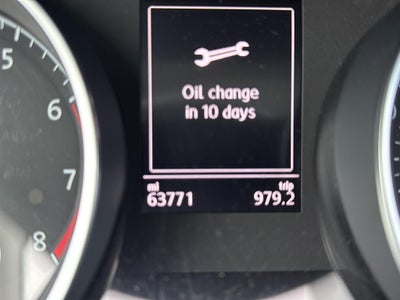 5
6
7
8
Oil change
in 10 days
mi trip
63771 979.2